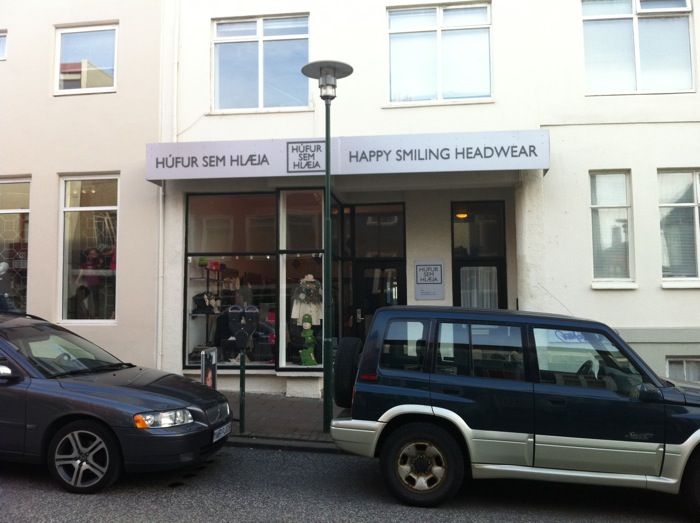 HÚFUR SEM HLÆJA
HÚFUR
SEM
HLÆJA
HAPPY SMILING HEADWEAR
HÚFUR
SEM
HLÆJA